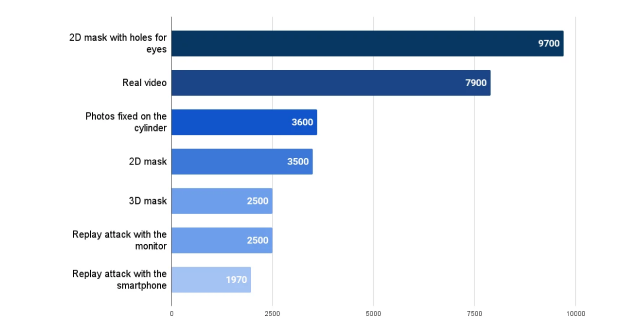 2D mask with holes for
eyes
9700
Real video
7900
Photos fixed on the
cylinder
3600
2D mask
3500
3D mask
2500
Replay attack with the
monitor
2500
Replay attack with the
smartphone
1970
0
2500
5000
7500
10000